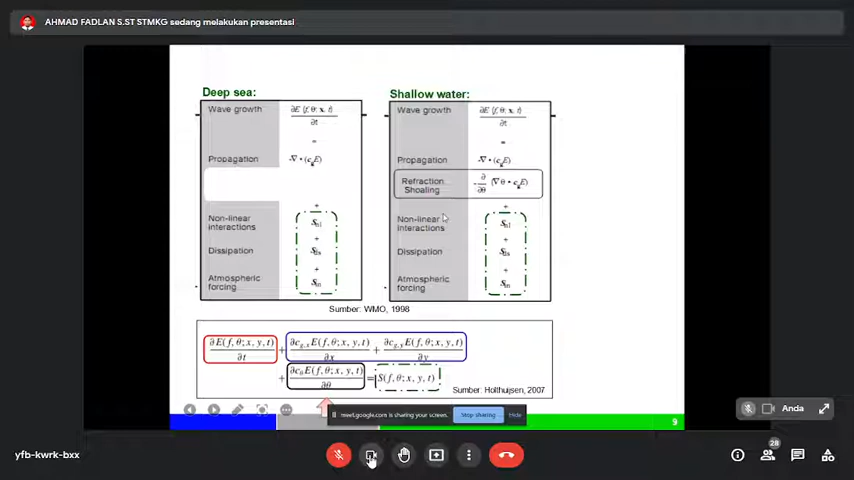 AHMAD FADLAN S.ST STMKG sedang melakukan presentasi
Deep sea:
Wave growth
∂E (f, θ; x, t)
∂t
=
Propagation
-∇ • (c_gE)
+
Non-linear
interactions
S_nl
+
Dissipation
S_ds
+
Atmospheric
forcing
S_in
Shallow water:
Wave growth
∂E (f, θ; x, t)
∂t
=
Propagation
-∇ • (c_gE)
Refraction
Shoaling
-∂/∂θ (∇θ • c_gE)
+
Non-linear
interactions
S_nl
+
Dissipation
S_ds
+
Atmospheric
forcing
S_in
Sumber: WMO, 1998
∂E(f, θ; x, y, t)/∂t + ∂c_g,x E(f, θ; x, y, t)/∂x + ∂c_g,y E(f, θ; x, y, t)/∂y
+ ∂c_θ E(f, θ; x, y, t)/∂θ = S(f, θ; x, y, t)
Sumber: Holthuijsen, 2007
meet.google.com is sharing your screen.
Stop sharing
Hide
9
Anda
yfb-kwrk-bxx
28